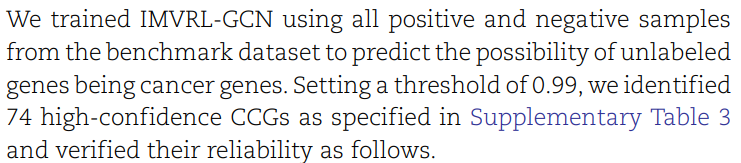 We trained IMVRL-GCN using all positive and negative samples
from the benchmark dataset to predict the possibility of unlabeled
genes being cancer genes. Setting a threshold of 0.99, we identified
74 high-confidence CCGs as specified in Supplementary Table 3
and verified their reliability as follows.